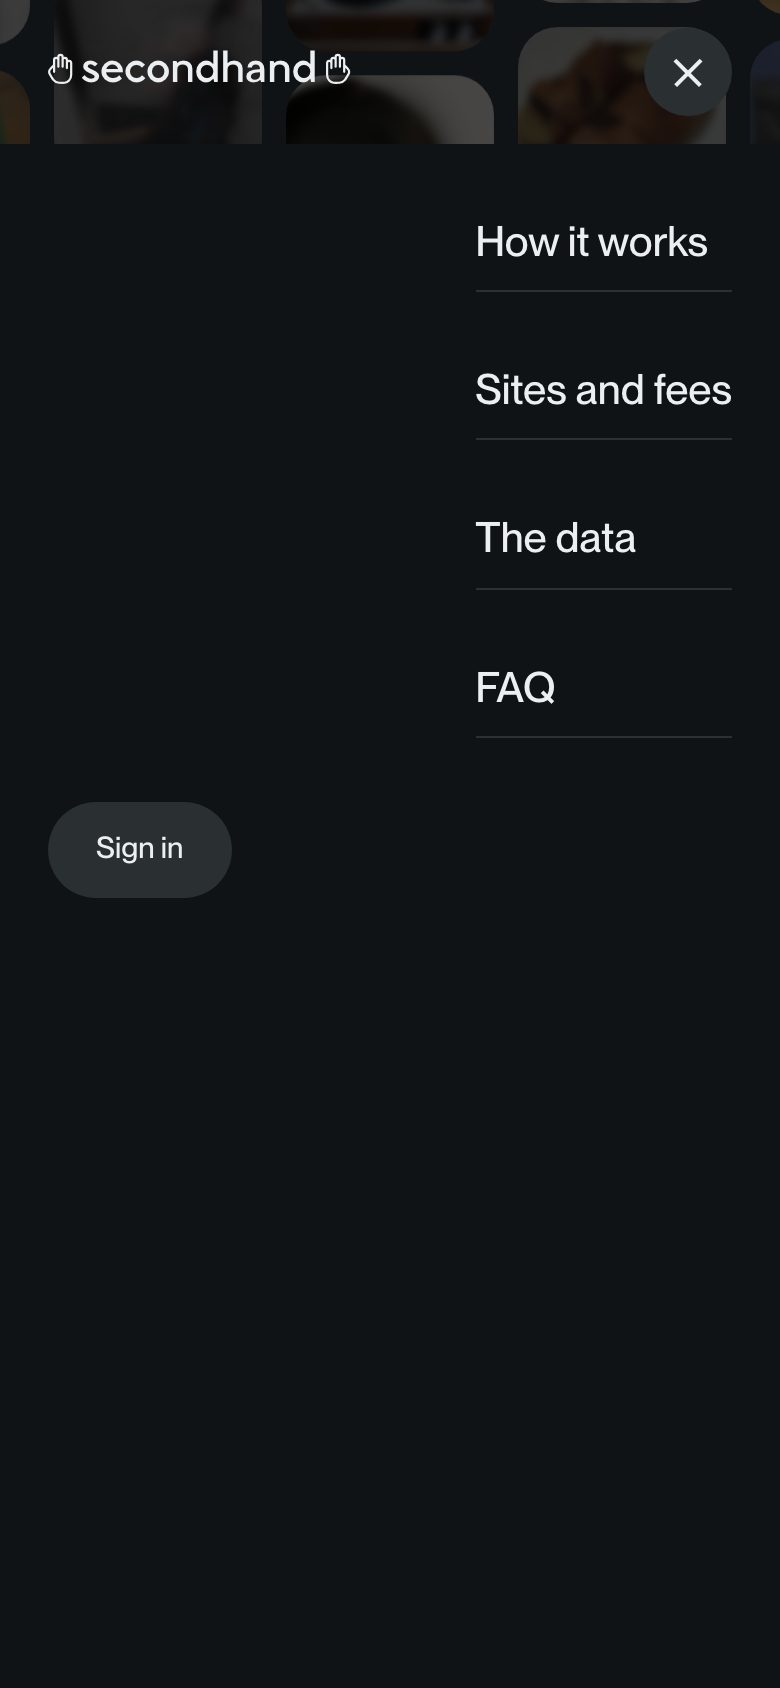 secondhand
How it works
Sites and fees
The data
FAQ
Sign in